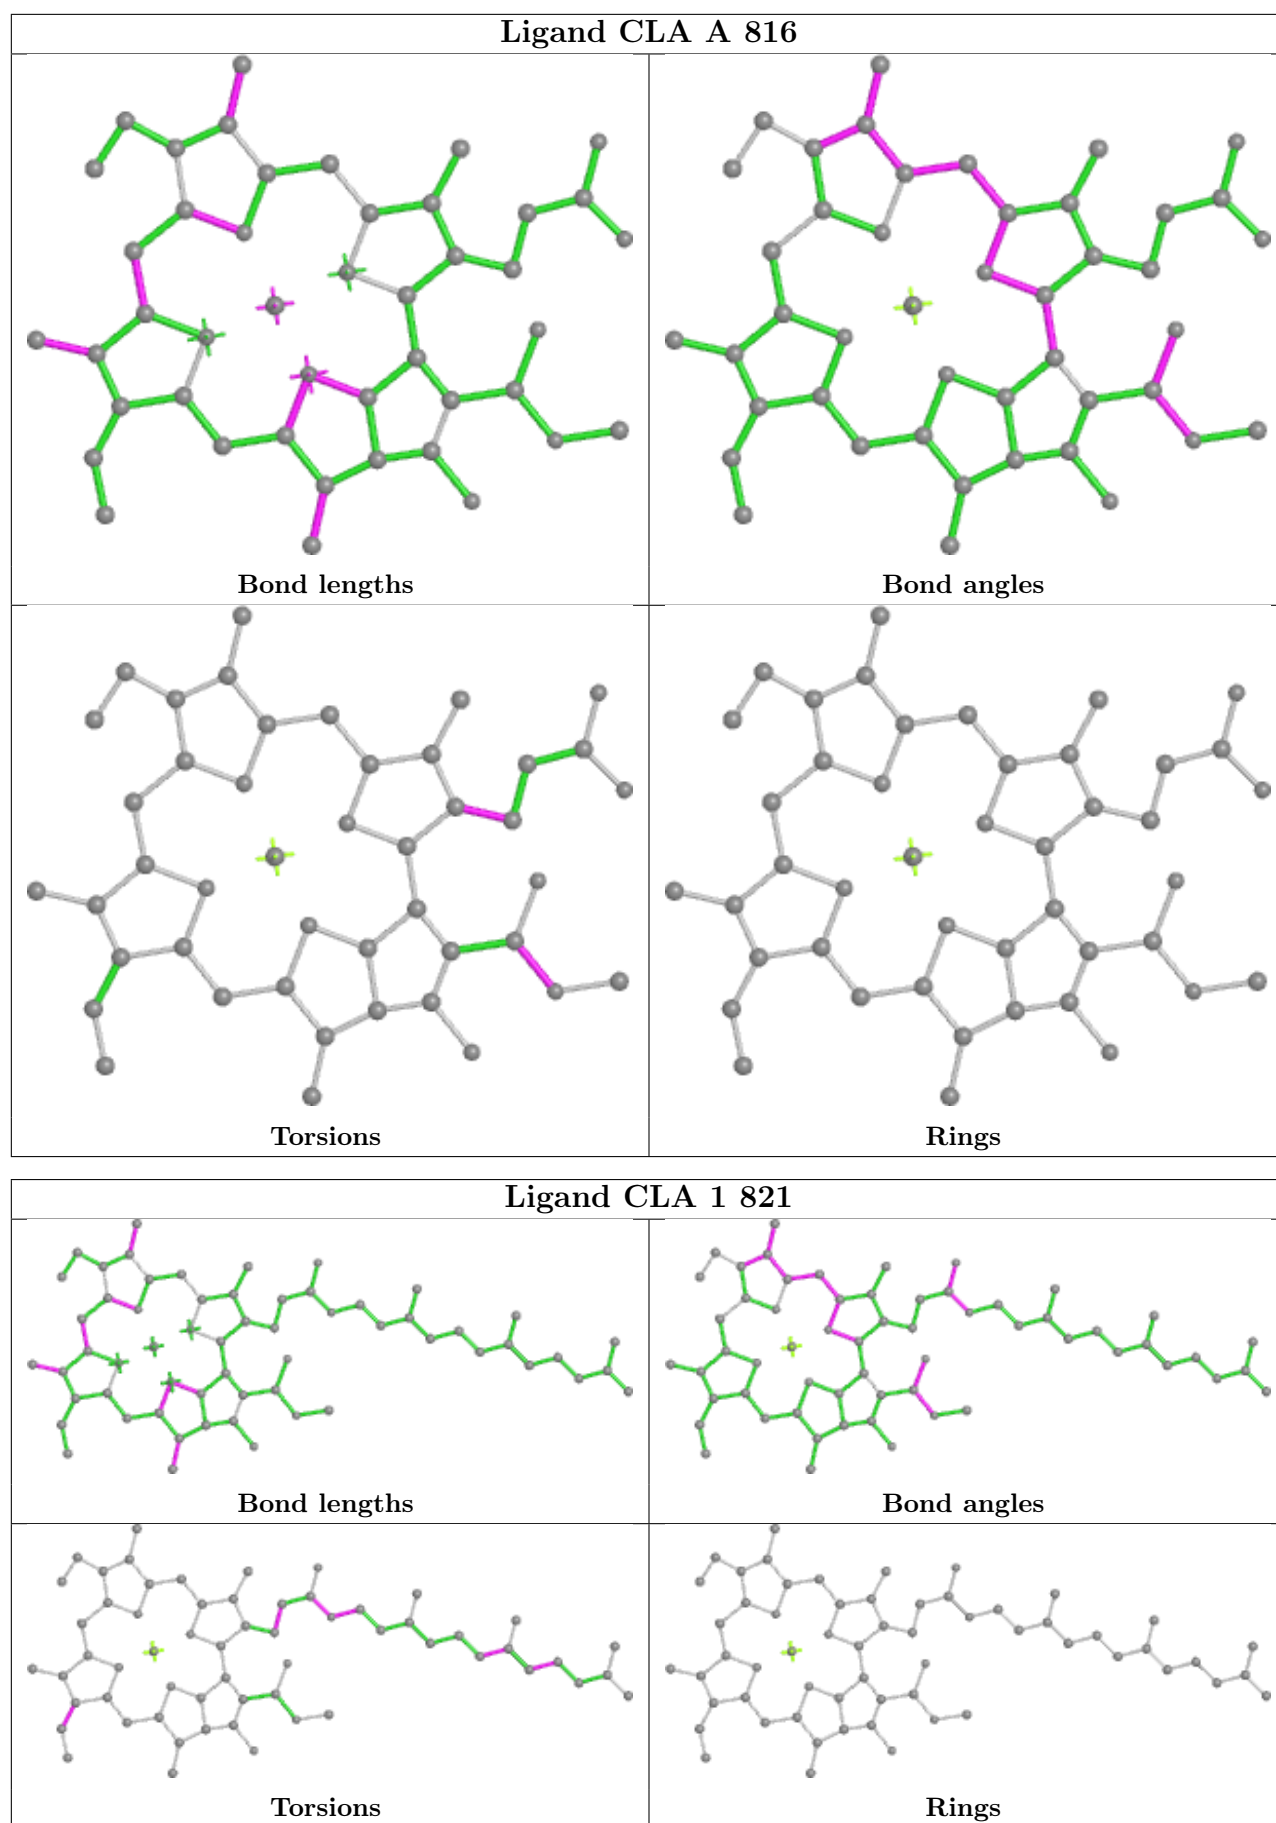 Ligand CLA A 816
Bond lengths
Bond angles
Torsions
Rings
Ligand CLA 1 821
Bond lengths
Bond angles
Torsions
Rings